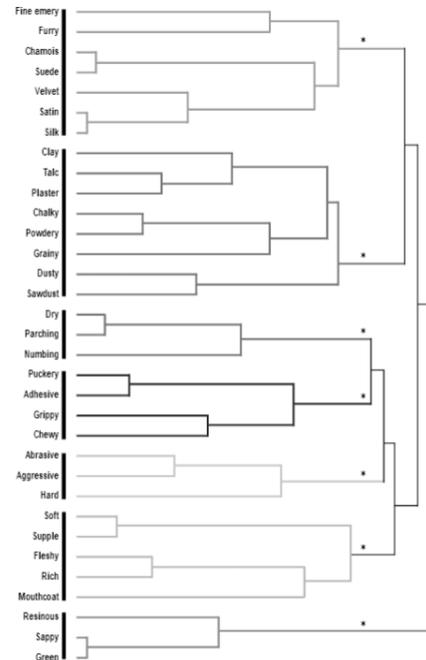 Fine emery
Furry
*
Chamois
Suede
Velvet
Satin
Silk
Clay
Talc
Plaster
Chalky
Powdery
Grainy
*
Dusty
Sawdust
Dry
*
Parching
Numbing
Puckery
Adhesive
*
Grippy
Chewy
Abrasive
Aggressive
*
Hard
Soft
Supple
*
Fleshy
Rich
Mouthcoat
Resinous
*
Sappy
Green